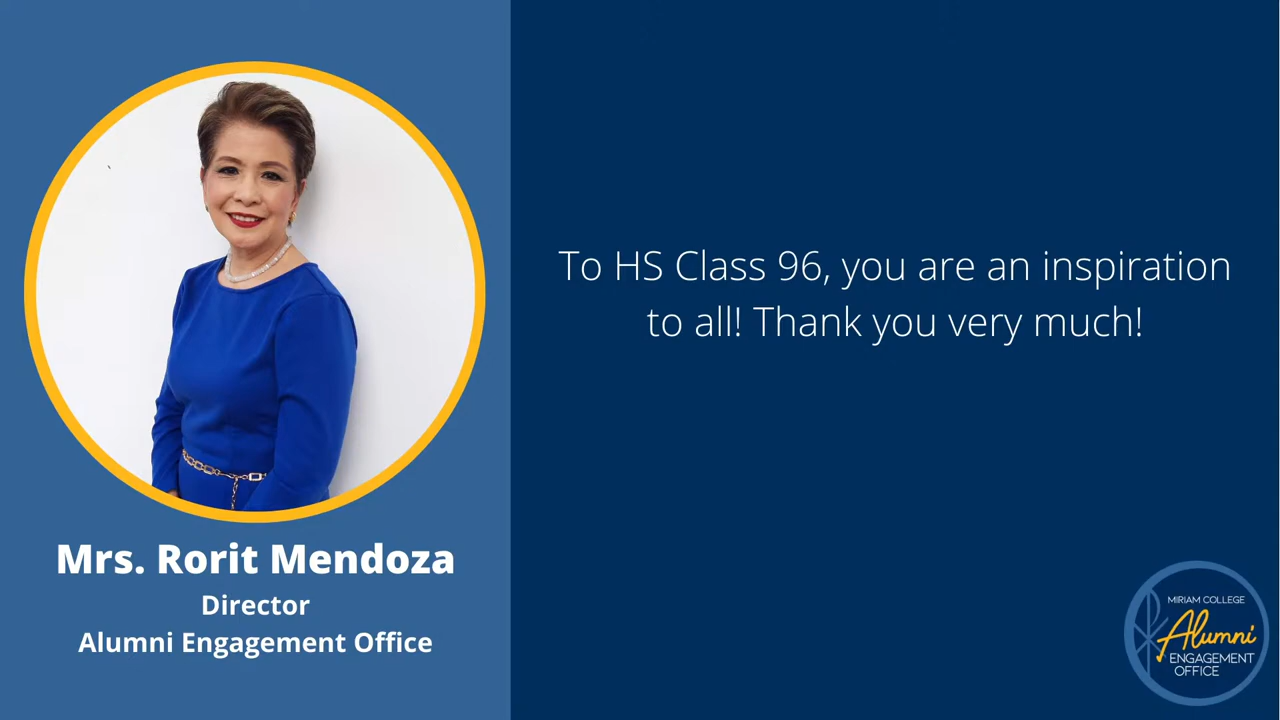 To HS Class 96, you are an inspiration
to all! Thank you very much!
Mrs. Rorit Mendoza
Director
Alumni Engagement Office
MIRIAM COLLEGE
Alumni
ENGAGEMENT
OFFICE